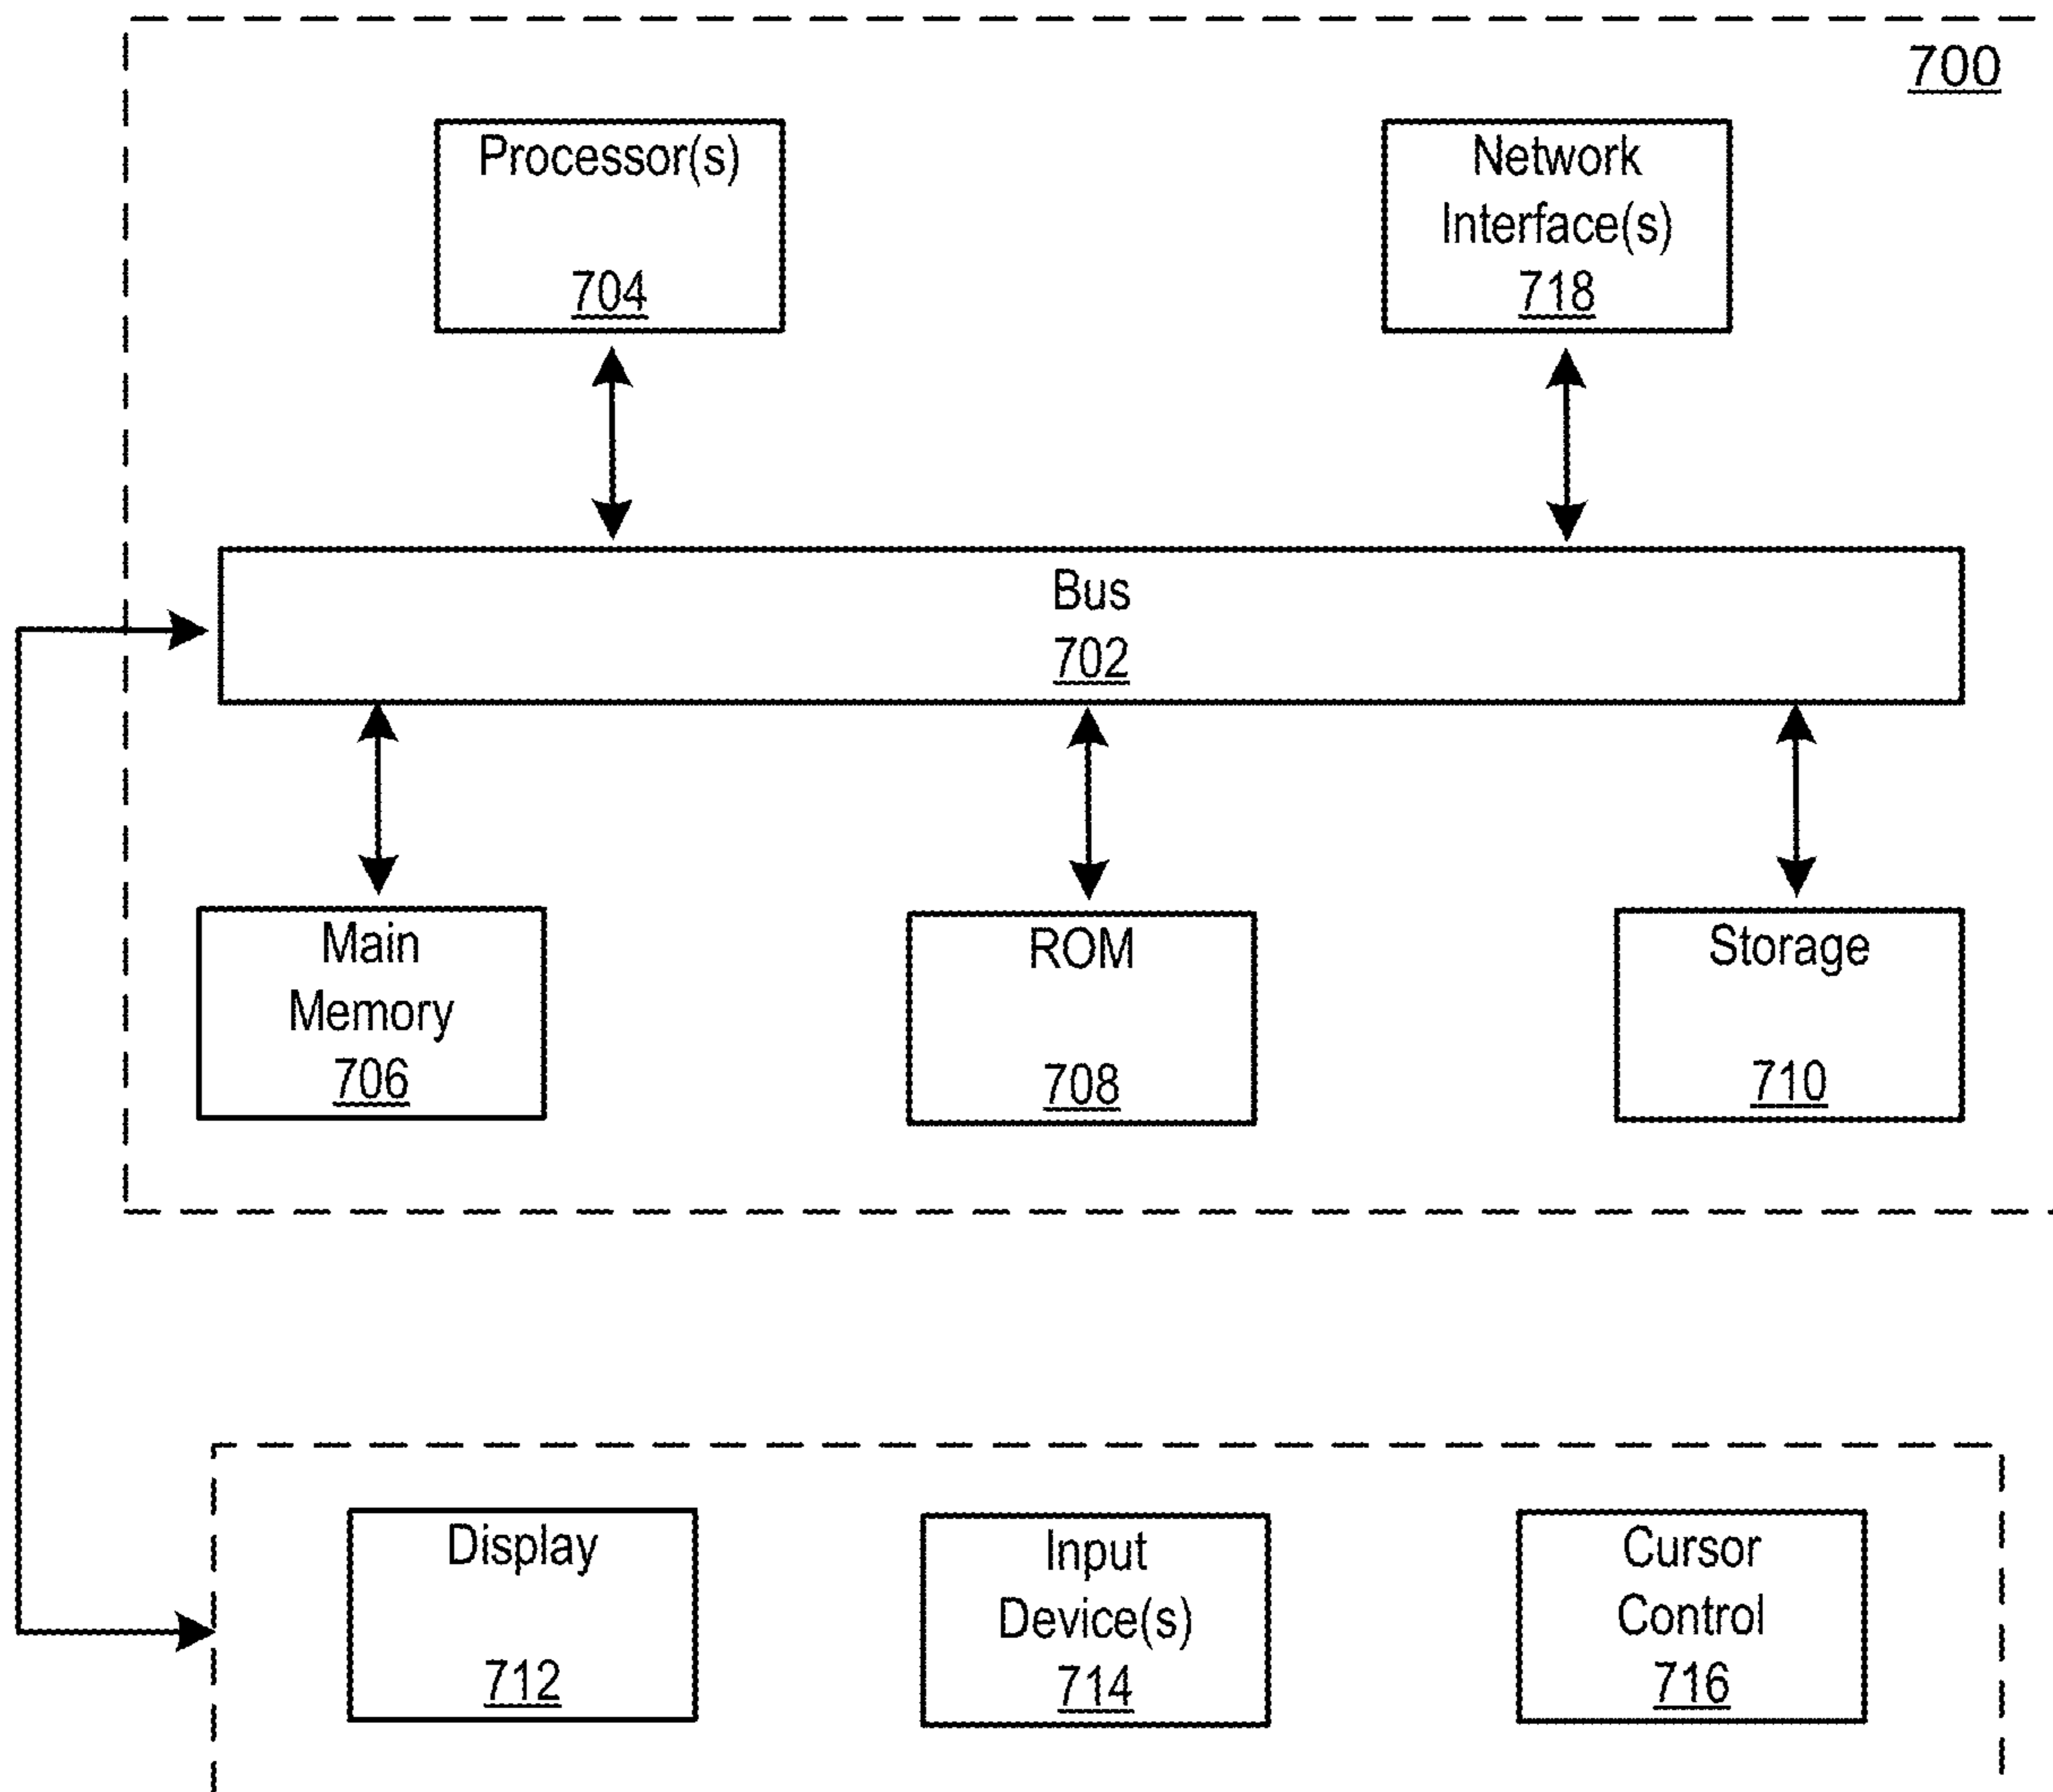 700
Processor(s)
704
Network
Interface(s)
718
Bus
702
Main
Memory
706
ROM
708
Storage
710
Display
712
Input
Device(s)
714
Cursor
Control
716